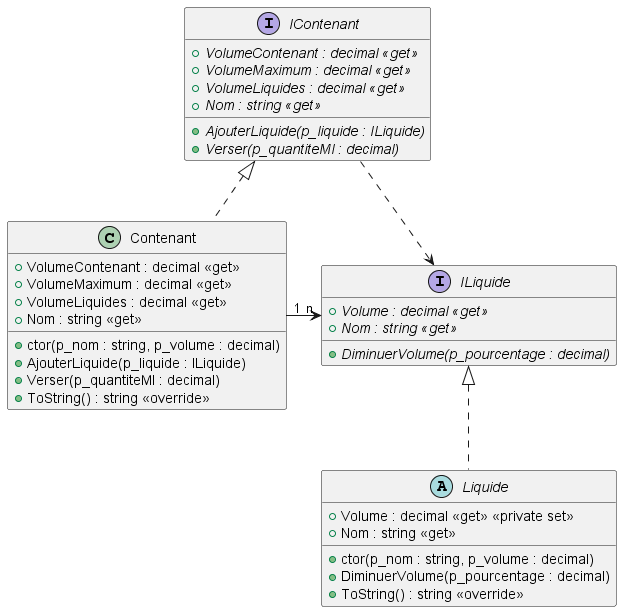 I IContenant
VolumeContenant : decimal «get»
VolumeMaximum : decimal «get»
VolumeLiquides : decimal «get»
Nom : string «get»
AjouterLiquide(p_liquide : ILiquide)
Verser(p_quantiteMl : decimal)
C Contenant
VolumeContenant : decimal «get»
VolumeMaximum : decimal «get»
VolumeLiquides : decimal «get»
Nom : string «get»
ctor(p_nom : string, p_volume : decimal)
AjouterLiquide(p_liquide : ILiquide)
Verser(p_quantiteMl : decimal)
ToString() : string «override»
1 n
I ILiquide
Volume : decimal «get»
Nom : string «get»
DiminuerVolume(p_pourcentage : decimal)
A Liquide
Volume : decimal «get» «private set»
Nom : string «get»
ctor(p_nom : string, p_volume : decimal)
DiminuerVolume(p_pourcentage : decimal)
ToString() : string «override»